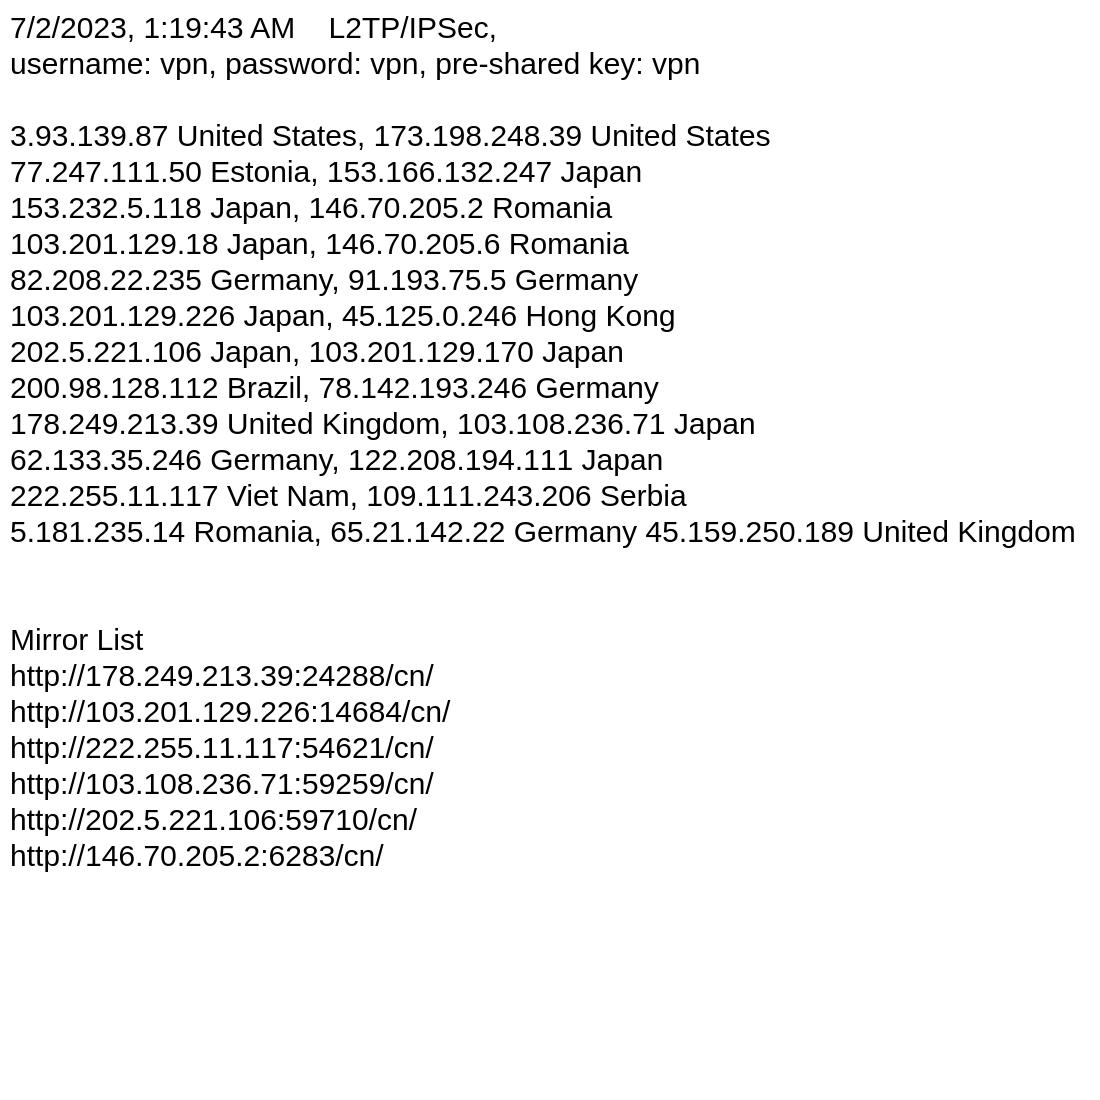 7/2/2023, 1:19:43 AM    L2TP/IPSec,
username: vpn, password: vpn, pre-shared key: vpn
3.93.139.87 United States, 173.198.248.39 United States
77.247.111.50 Estonia, 153.166.132.247 Japan
153.232.5.118 Japan, 146.70.205.2 Romania
103.201.129.18 Japan, 146.70.205.6 Romania
82.208.22.235 Germany, 91.193.75.5 Germany
103.201.129.226 Japan, 45.125.0.246 Hong Kong
202.5.221.106 Japan, 103.201.129.170 Japan
200.98.128.112 Brazil, 78.142.193.246 Germany
178.249.213.39 United Kingdom, 103.108.236.71 Japan
62.133.35.246 Germany, 122.208.194.111 Japan
222.255.11.117 Viet Nam, 109.111.243.206 Serbia
5.181.235.14 Romania, 65.21.142.22 Germany 45.159.250.189 United Kingdom
Mirror List
http://178.249.213.39:24288/cn/
http://103.201.129.226:14684/cn/
http://222.255.11.117:54621/cn/
http://103.108.236.71:59259/cn/
http://202.5.221.106:59710/cn/
http://146.70.205.2:6283/cn/